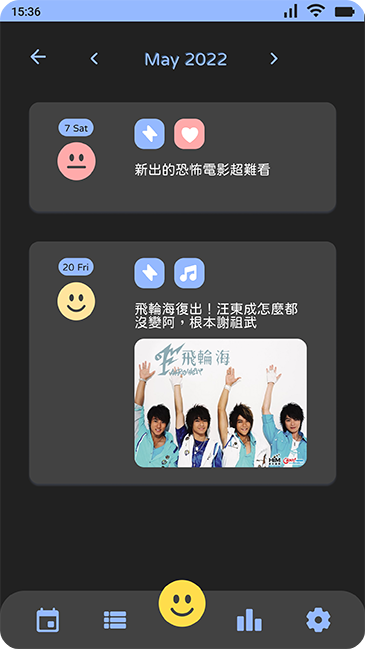 15:36
May 2022
7 Sat
新出的恐怖電影超難看
20 Fri
飛輪海復出！汪東成怎麼都
沒變阿，根本謝祖武
飛輪海
HIM